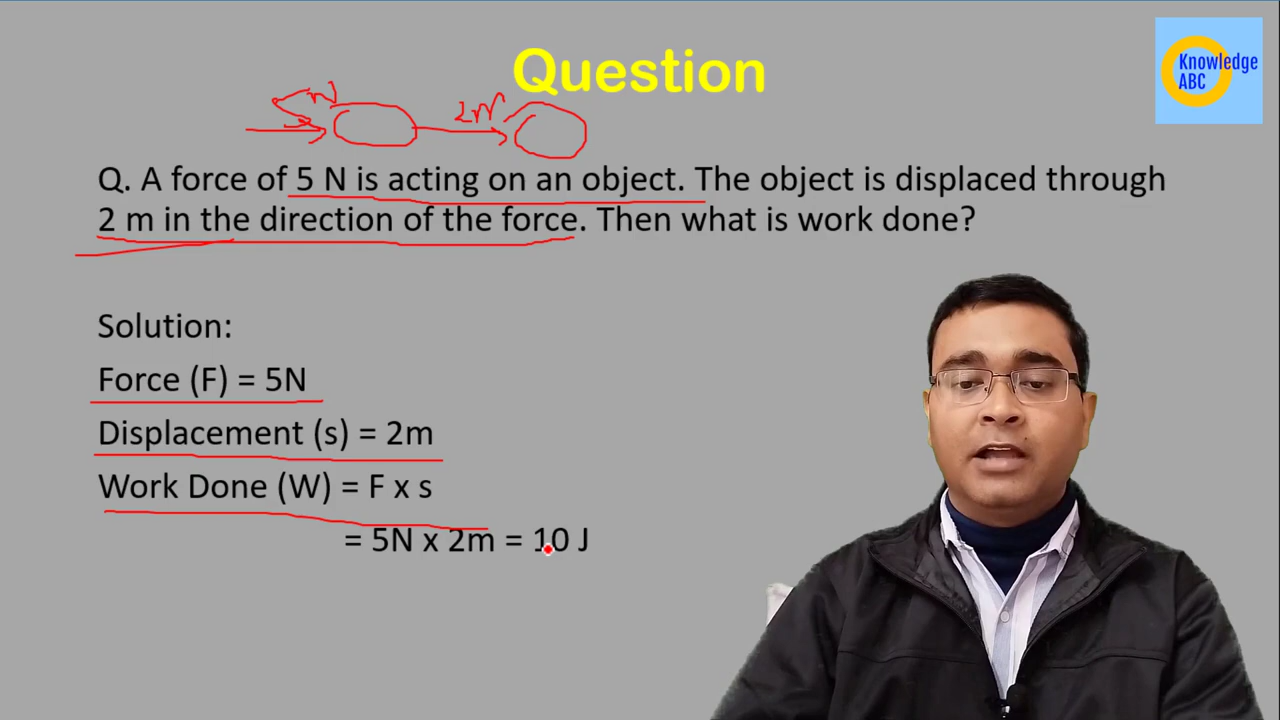 Question
Knowledge
ABC
5N
2m
Q. A force of 5 N is acting on an object. The object is displaced through
2 m in the direction of the force. Then what is work done?
Solution:
Force (F) = 5N
Displacement (s) = 2m
Work Done (W) = F x s
= 5N x 2m = 10 J